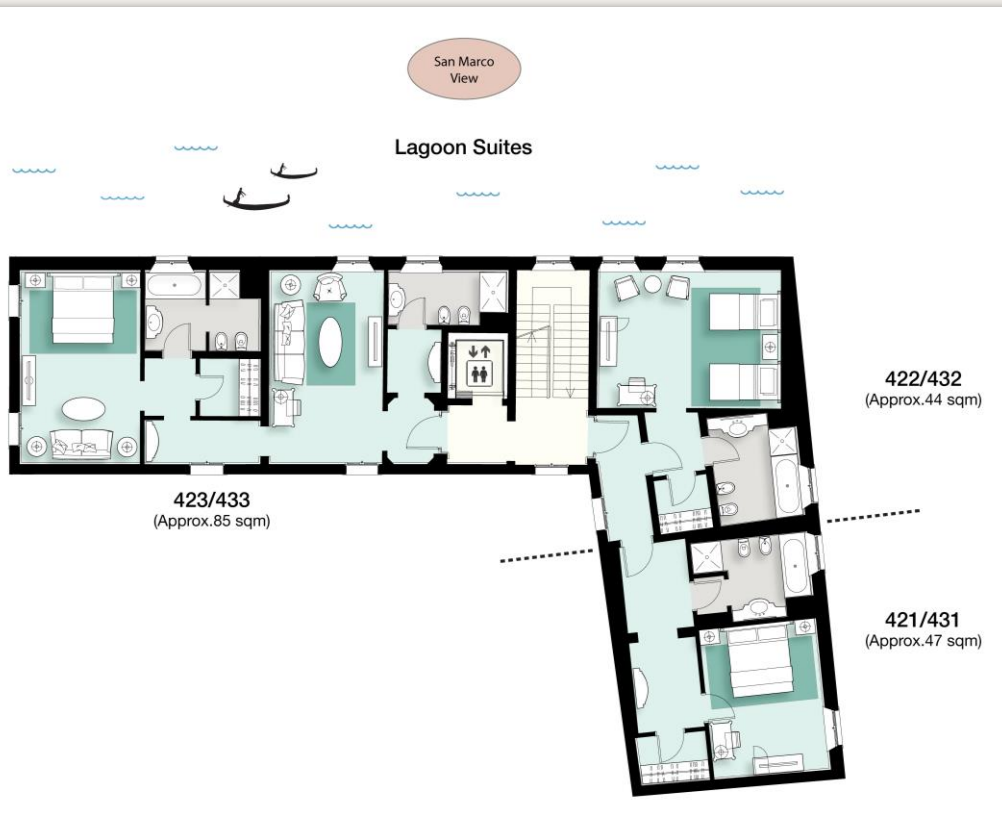 San Marco
View
Lagoon Suites
422/432
(Approx.44 sqm)
423/433
(Approx.85 sqm)
421/431
(Approx.47 sqm)